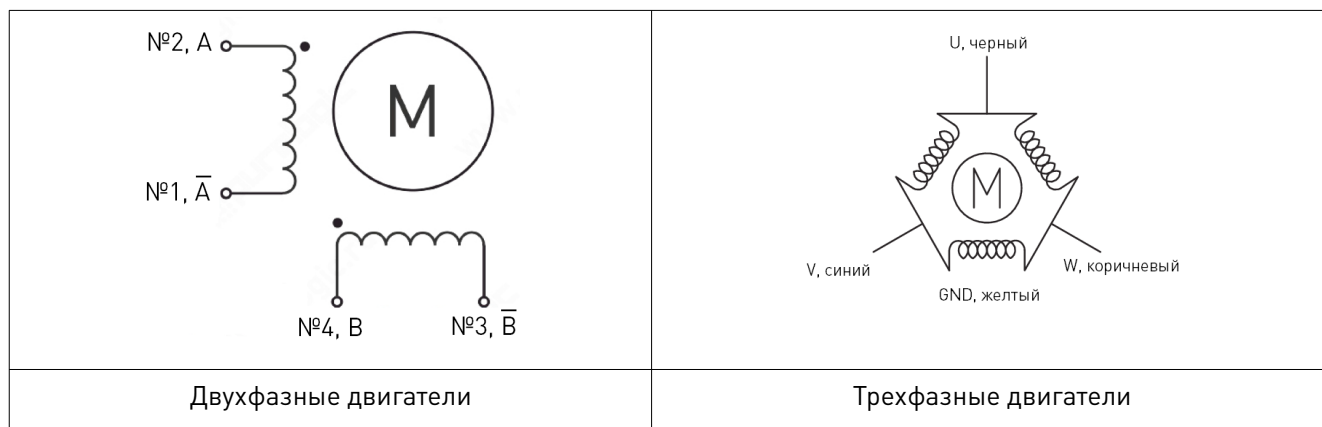 №2, A
M
№1, A̅
№4, B
№3, B̅
U, черный
M
V, синий
W, коричневый
GND, желтый
Двухфазные двигатели
Трехфазные двигатели